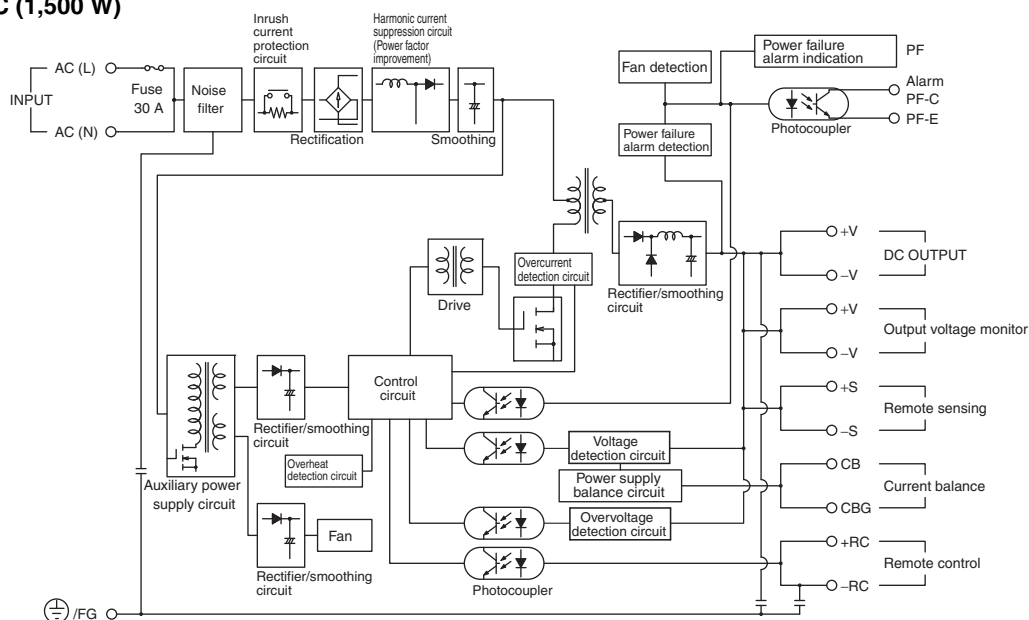 C (1,500 W)
Inrush
current
protection
circuit
Harmonic current
suppression circuit
(Power factor
improvement)
AC (L)
INPUT
AC (N)
Fuse
30 A
Noise
filter
Rectification
Smoothing
Fan detection
Power failure
alarm indication
PF
Alarm
PF-C
PF-E
Photocoupler
Power failure
alarm detection
Drive
Overcurrent
detection circuit
Rectifier/smoothing
circuit
+V
DC OUTPUT
–V
+V
Output voltage monitor
–V
+S
Remote sensing
–S
CB
Current balance
CBG
+RC
Remote control
–RC
Control
circuit
Rectifier/smoothing
circuit
Overheat
detection circuit
Auxiliary power
supply circuit
Voltage
detection circuit
Power supply
balance circuit
Overvoltage
detection circuit
Fan
Rectifier/smoothing
circuit
Photocoupler
/FG